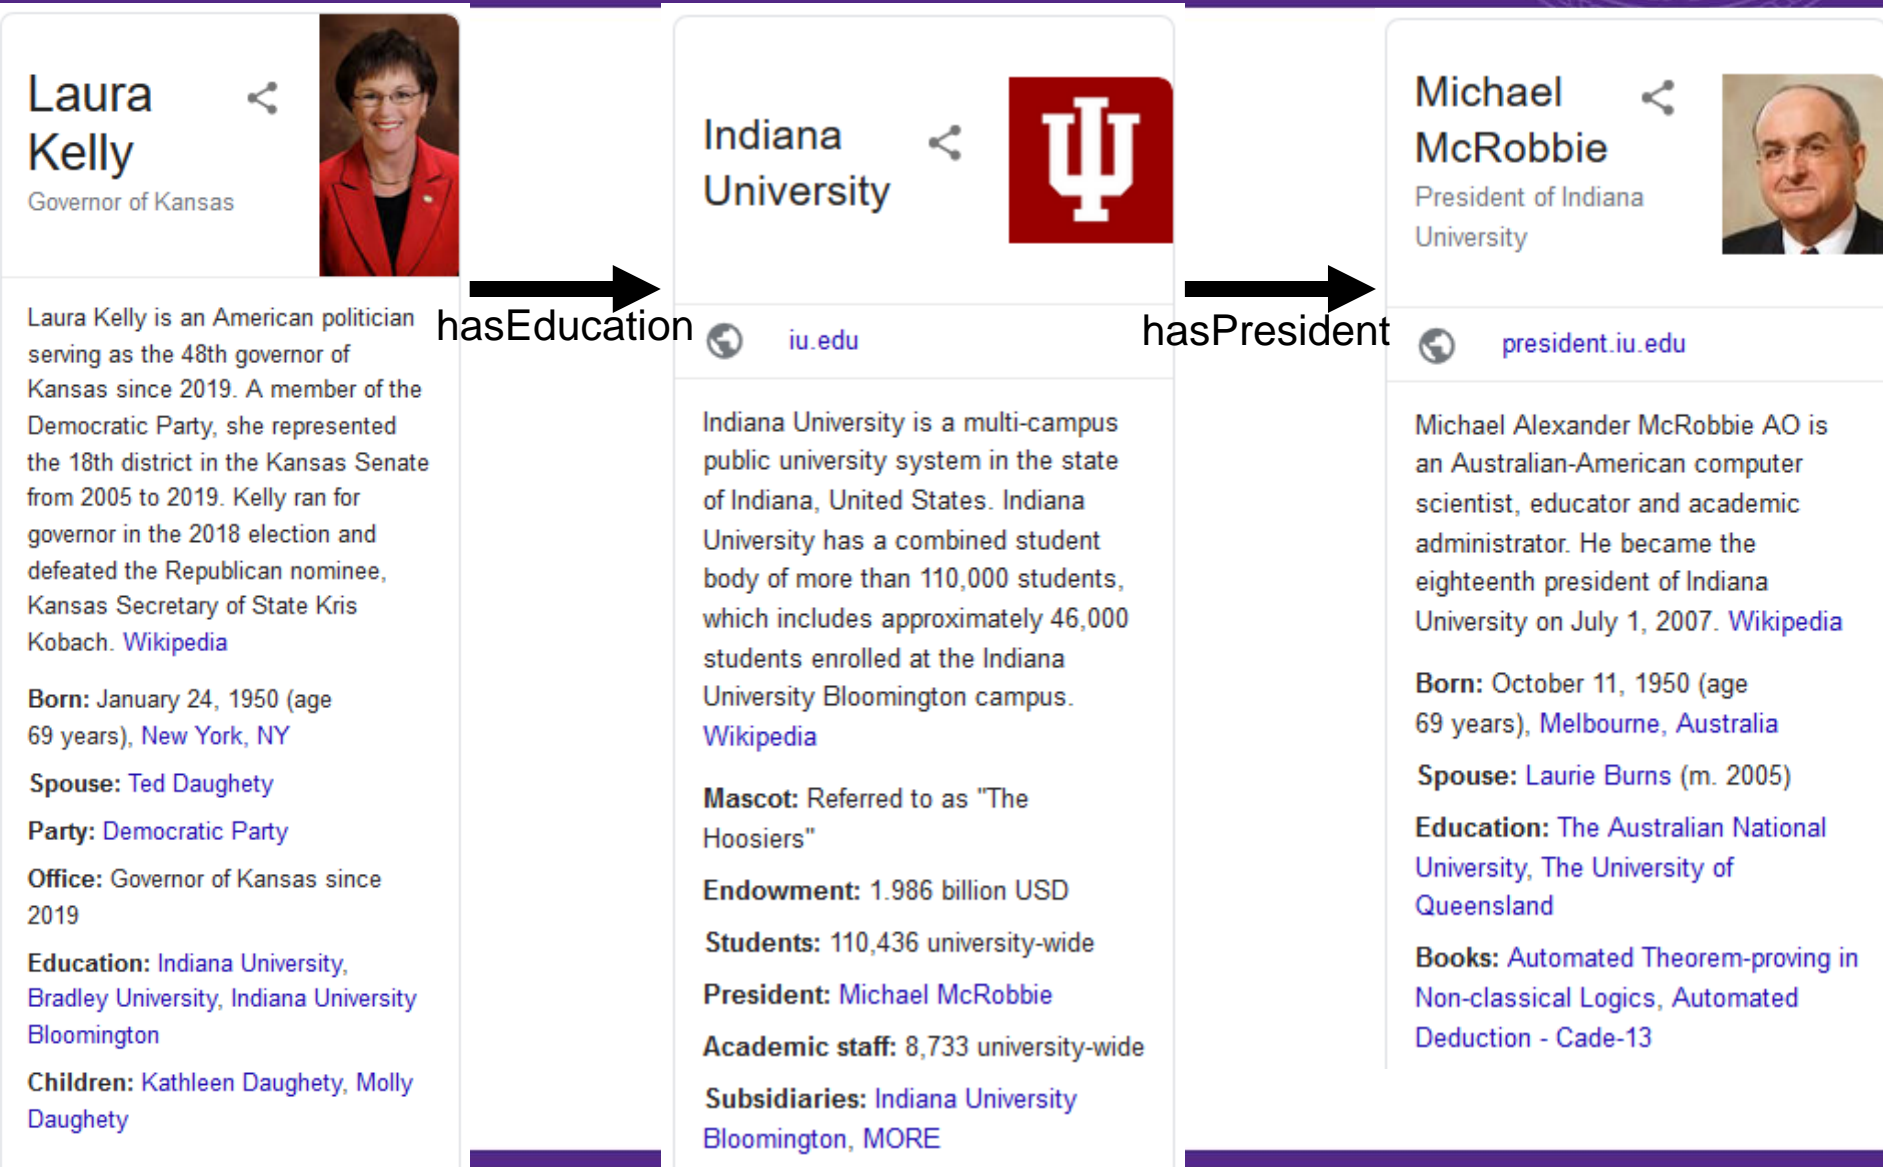 Laura
Kelly
Governor of Kansas
Laura Kelly is an American politician
serving as the 48th governor of
Kansas since 2019. A member of the
Democratic Party, she represented
the 18th district in the Kansas Senate
from 2005 to 2019. Kelly ran for
governor in the 2018 election and
defeated the Republican nominee,
Kansas Secretary of State Kris
Kobach. Wikipedia
Born: January 24, 1950 (age
69 years), New York, NY
Spouse: Ted Daughety
Party: Democratic Party
Office: Governor of Kansas since
2019
Education: Indiana University,
Bradley University, Indiana University
Bloomington
Children: Kathleen Daughety, Molly
Daughety
hasEducation
Indiana
University
iu.edu
Indiana University is a multi-campus
public university system in the state
of Indiana, United States. Indiana
University has a combined student
body of more than 110,000 students,
which includes approximately 46,000
students enrolled at the Indiana
University Bloomington campus.
Wikipedia
Mascot: Referred to as "The
Hoosiers"
Endowment: 1.986 billion USD
Students: 110,436 university-wide
President: Michael McRobbie
Academic staff: 8,733 university-wide
Subsidiaries: Indiana University
Bloomington, MORE
hasPresident
Michael
McRobbie
President of Indiana
University
president.iu.edu
Michael Alexander McRobbie AO is
an Australian-American computer
scientist, educator and academic
administrator. He became the
eighteenth president of Indiana
University on July 1, 2007. Wikipedia
Born: October 11, 1950 (age
69 years), Melbourne, Australia
Spouse: Laurie Burns (m. 2005)
Education: The Australian National
University, The University of
Queensland
Books: Automated Theorem-proving in
Non-classical Logics, Automated
Deduction - Cade-13